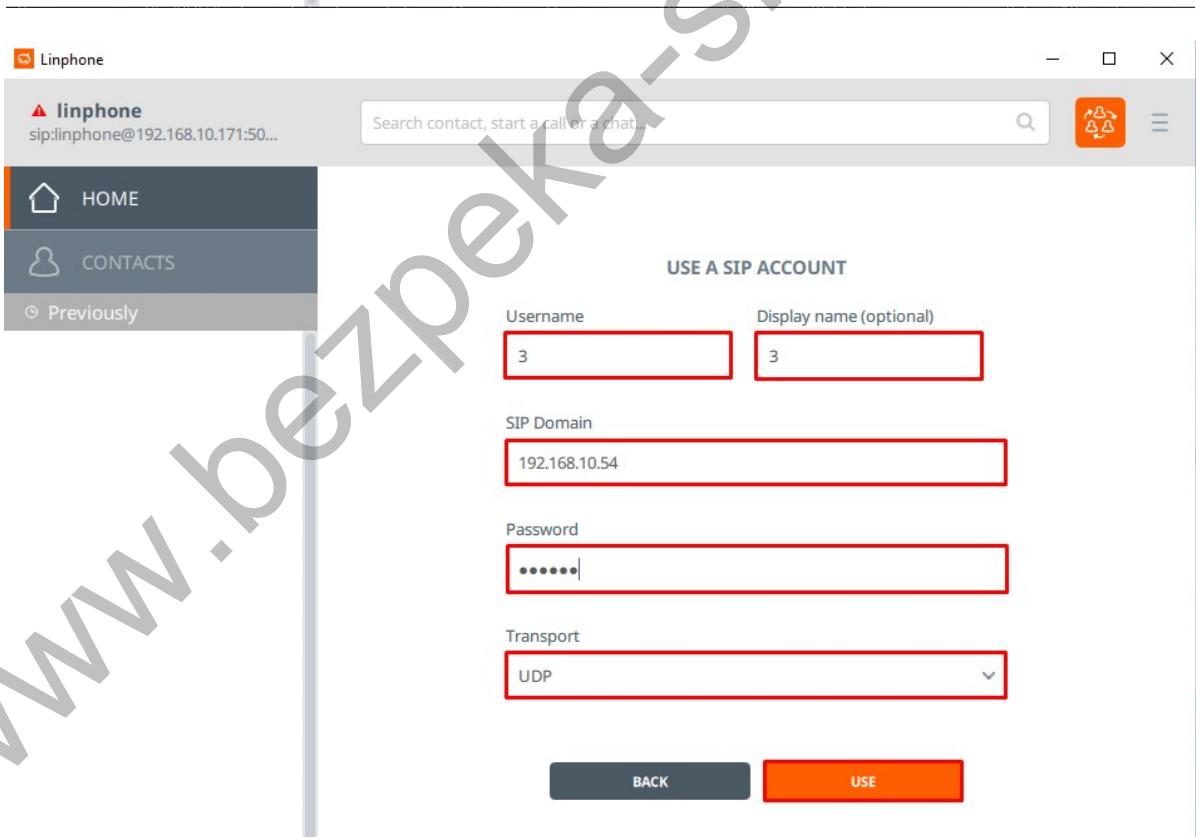 Linphone
linphone
sip:linphone@192.168.10.171:50...
Search contact, start a call or a chat...
HOME
CONTACTS
Previously
USE A SIP ACCOUNT
Username
Display name (optional)
3
3
SIP Domain
192.168.10.54
Password
••••••
Transport
UDP
BACK
USE
www.bezpeka-s